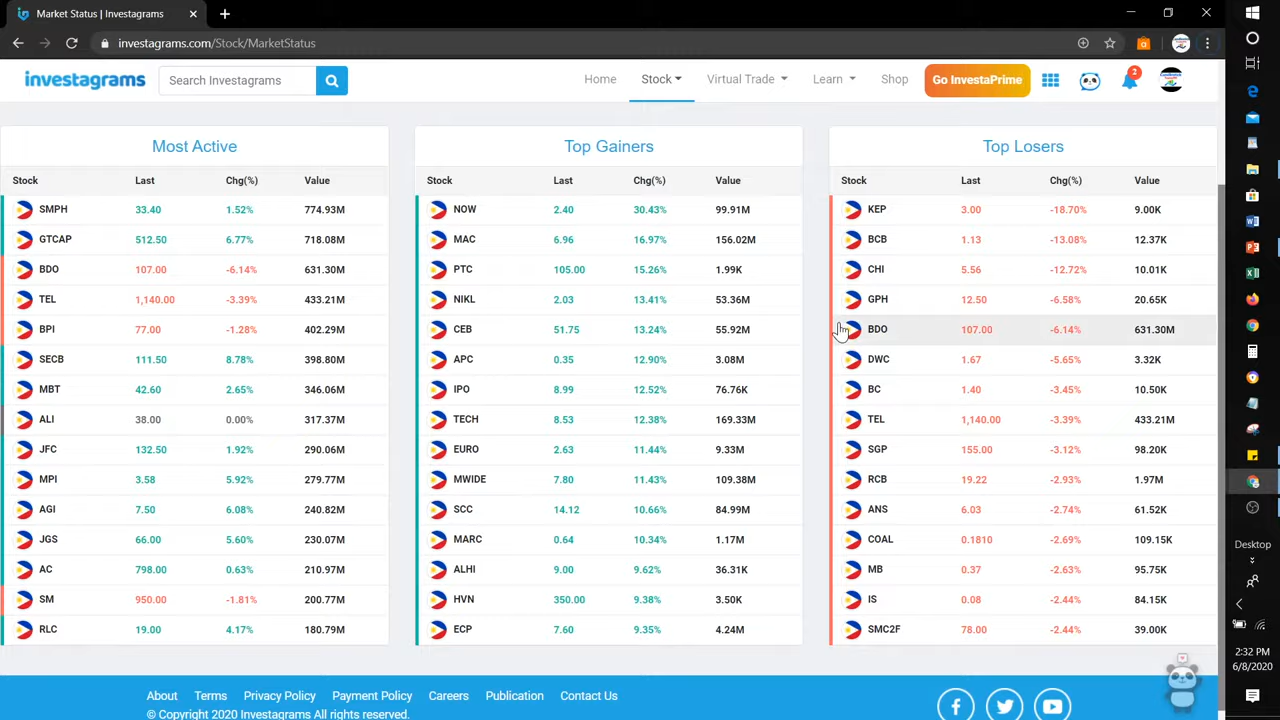 Market Status | Investagrams
investagrams.com/Stock/MarketStatus
investagrams Search Investagrams Home Stock Virtual Trade Learn Shop Go InvestaPrime 2
Most Active
Stock Last Chg(%) Value
SMPH 33.40 1.52% 774.93M
GTCAP 512.50 6.77% 718.08M
BDO 107.00 -6.14% 631.30M
TEL 1,140.00 -3.39% 433.21M
BPI 77.00 -1.28% 402.29M
SECB 111.50 8.78% 398.80M
MBT 42.60 2.65% 346.06M
ALI 38.00 0.00% 317.37M
JFC 132.50 1.92% 290.06M
MPI 3.58 5.92% 279.77M
AGI 7.50 6.08% 240.82M
JGS 66.00 5.60% 230.07M
AC 798.00 0.63% 210.97M
SM 950.00 -1.81% 200.77M
RLC 19.00 4.17% 180.79M
Top Gainers
Stock Last Chg(%) Value
NOW 2.40 30.43% 99.91M
MAC 6.96 16.97% 156.02M
PTC 105.00 15.26% 1.99K
NIKL 2.03 13.41% 53.36M
CEB 51.75 13.24% 55.92M
APC 0.35 12.90% 3.08M
IPO 8.99 12.52% 76.76K
TECH 8.53 12.38% 169.33M
EURO 2.63 11.44% 9.33M
MWIDE 7.80 11.43% 109.38M
SCC 14.12 10.66% 84.99M
MARC 0.64 10.34% 1.17M
ALHI 9.00 9.62% 36.31K
HVN 350.00 9.38% 3.50K
ECP 7.60 9.35% 4.24M
Top Losers
Stock Last Chg(%) Value
KEP 3.00 -18.70% 9.00K
BCB 1.13 -13.08% 12.37K
CHI 5.56 -12.72% 10.01K
GPH 12.50 -6.58% 20.65K
BDO 107.00 -6.14% 631.30M
DWC 1.67 -5.65% 3.32K
BC 1.40 -3.45% 10.50K
TEL 1,140.00 -3.39% 433.21M
SGP 155.00 -3.12% 98.20K
RCB 19.22 -2.93% 1.97M
ANS 6.03 -2.74% 61.52K
COAL 0.1810 -2.69% 109.15K
MB 0.37 -2.63% 95.75K
IS 0.08 -2.44% 84.15K
SMC2F 78.00 -2.44% 39.00K
About Terms Privacy Policy Payment Policy Careers Publication Contact Us
© Copyright 2020 Investagrams All rights reserved.
Desktop
2:32 PM
6/8/2020